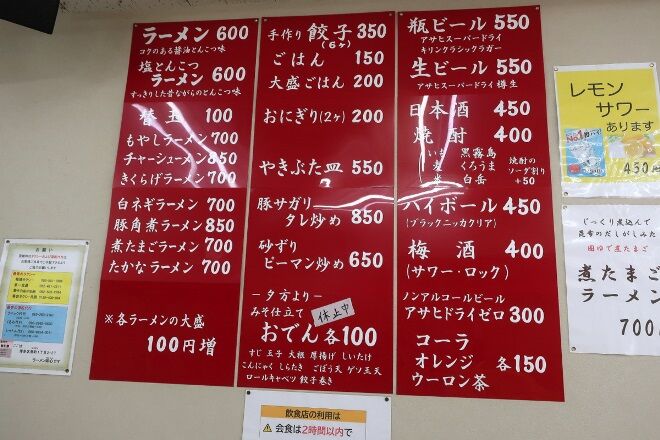 ラーメン 600
コクのある醤油とんこつ味
塩とんこつ
ラーメン 600
すっきりした昔ながらのとんこつ味
替玉 100
もやしラーメン 700
チャーシューメン 850
きくらげラーメン 700
白ネギラーメン 700
豚角煮ラーメン 850
煮たまごラーメン 700
たかなラーメン 700
※各ラーメンの大盛
100円増
手作り 餃子 350
(6ヶ)
ごはん 150
大盛ごはん 200
おにぎり(2ヶ) 200
やきぶた皿 550
豚サガリ
タレ炒め 850
砂ずり
ピーマン炒め 650
―夕方より―
みそ仕立て
おでん 各100
休止中
すじ 玉子 大根 厚揚げ しいたけ
こんにゃく しらたき ごぼう天 ゲソ玉天
ロールキャベツ 餃子巻き
瓶ビール 550
アサヒスーパードライ
キリンクラシックラガー
生ビール 550
アサヒスーパードライ 樽生
日本酒 450
焼酎 400
いも 黒霧島
麦 くろうま
米 白岳
焼酎の
ソーダ割り
+50
ハイボール 450
(ブラックニッカクリア)
梅酒 400
(サワー・ロック)
ノンアルコールビール
アサヒドライゼロ 300
コーラ
オレンジ 各150
ウーロン茶
レモン
サワー
あります
No.1
450円
じっくり煮込んで
昆布のだしがしみた
煮たまご
ラーメン
700
お願い
飲食店の利用は
会食は2時間以内で